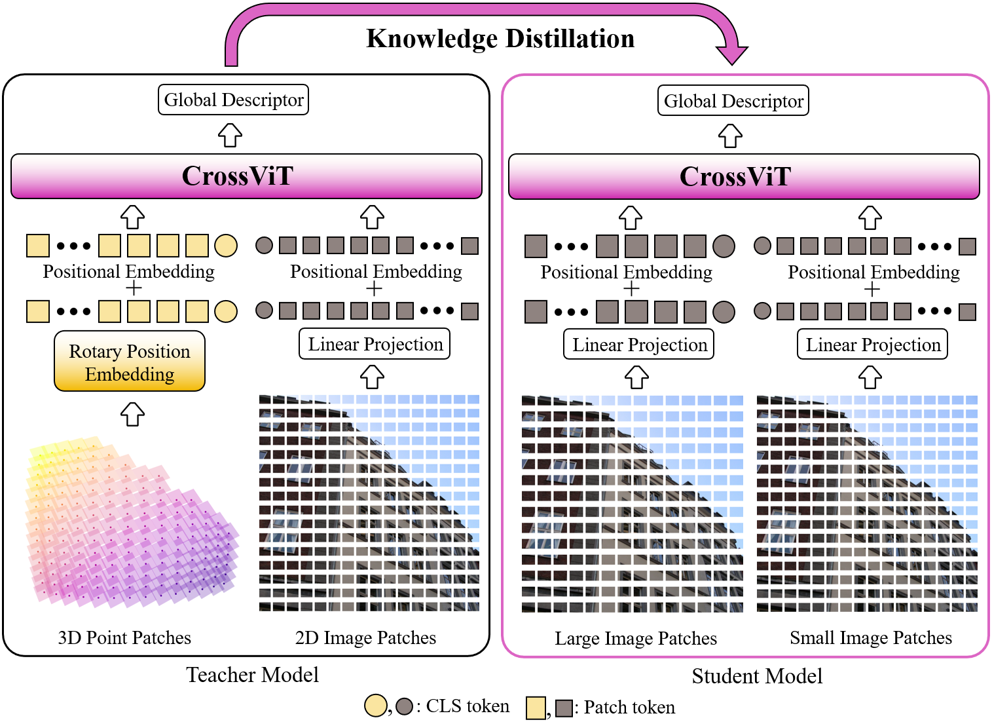 Knowledge Distillation
Global Descriptor
CrossViT
Positional Embedding
+
Rotary Position
Embedding
3D Point Patches
Positional Embedding
+
Linear Projection
2D Image Patches
Teacher Model
Global Descriptor
CrossViT
Positional Embedding
+
Linear Projection
Large Image Patches
Positional Embedding
+
Linear Projection
Small Image Patches
Student Model
, : CLS token , : Patch token